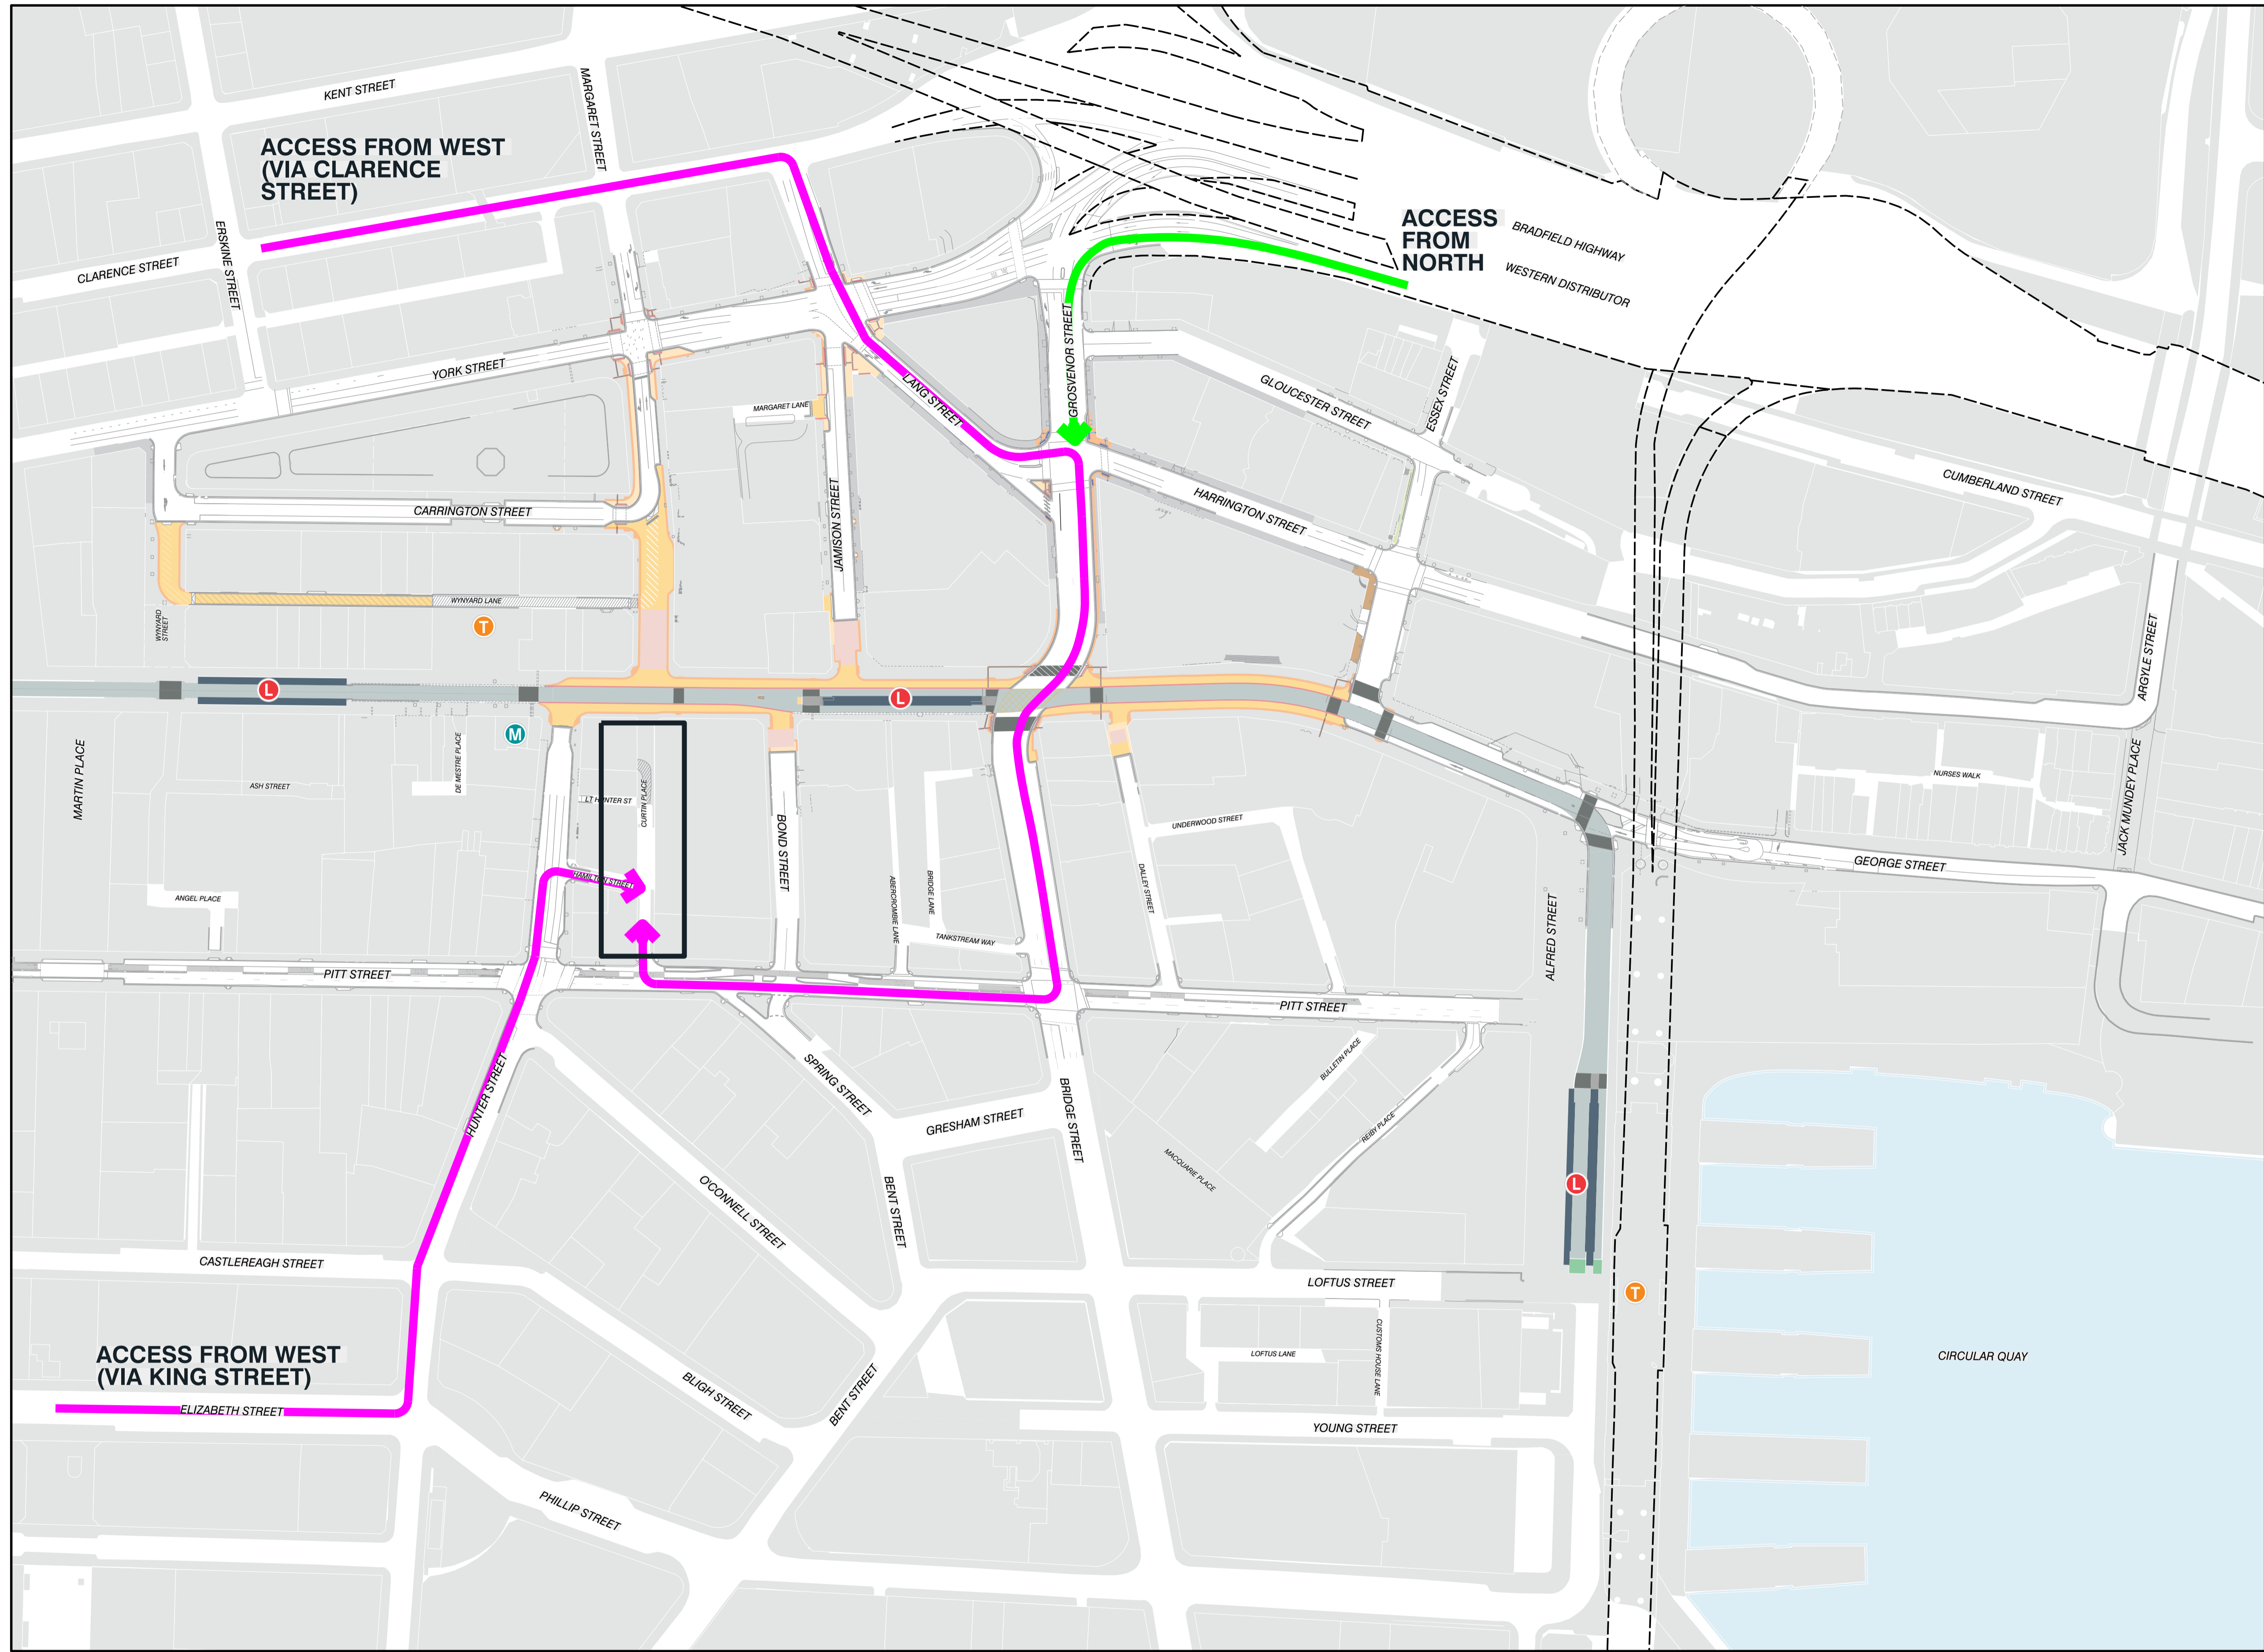 KENT STREET
MARGARET STREET
ACCESS FROM WEST
(VIA CLARENCE
STREET)
ERSKINE STREET
CLARENCE STREET
ACCESS
FROM
NORTH
BRADFIELD HIGHWAY
WESTERN DISTRIBUTOR
YORK STREET
MARGARET LANE
LANG STREET
GROSVENOR STREET
GLOUCESTER STREET
ESSEX STREET
CUMBERLAND STREET
CARRINGTON STREET
JAMISON STREET
HARRINGTON STREET
WYNYARD LANE
WYNYARD
STREET
T
ARGYLE STREET
L
L
M
MARTIN PLACE
ASH STREET
DE MESTRE PLACE
LT HUNTER ST
CURTIN PLACE
BOND STREET
UNDERWOOD STREET
NURSES WALK
JACK MUNDEY PLACE
GEORGE STREET
HAMILTON STREET
ANGEL PLACE
ABERCROMBIE LANE
BRIDGE LANE
DALLEY STREET
TANKSTREAM WAY
ALFRED STREET
PITT STREET
PITT STREET
HUNTER STREET
SPRING STREET
GRESHAM STREET
BRIDGE STREET
BULLETIN PLACE
REIBY PLACE
MACQUARIE PLACE
O'CONNELL STREET
BENT STREET
L
CASTLEREAGH STREET
LOFTUS STREET
T
ACCESS FROM WEST
(VIA KING STREET)
ELIZABETH STREET
BLIGH STREET
BENT STREET
LOFTUS LANE
CUSTOMS HOUSE LANE
CIRCULAR QUAY
YOUNG STREET
PHILLIP STREET